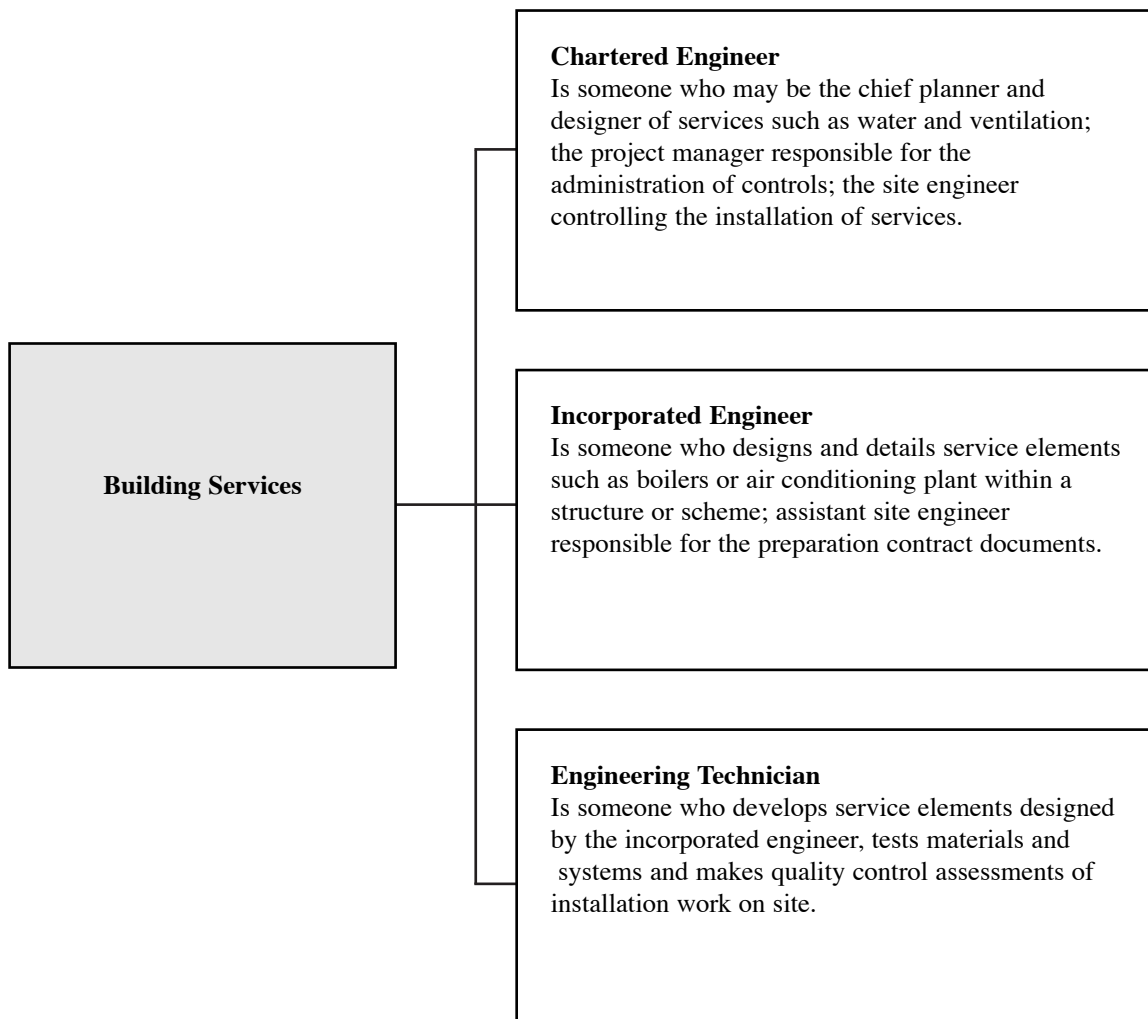 Chartered Engineer
Is someone who may be the chief planner and
designer of services such as water and ventilation;
the project manager responsible for the
administration of controls; the site engineer
controlling the installation of services.
Building Services
Incorporated Engineer
Is someone who designs and details service elements
such as boilers or air conditioning plant within a
structure or scheme; assistant site engineer
responsible for the preparation contract documents.
Engineering Technician
Is someone who develops service elements designed
by the incorporated engineer, tests materials and
systems and makes quality control assessments of
installation work on site.